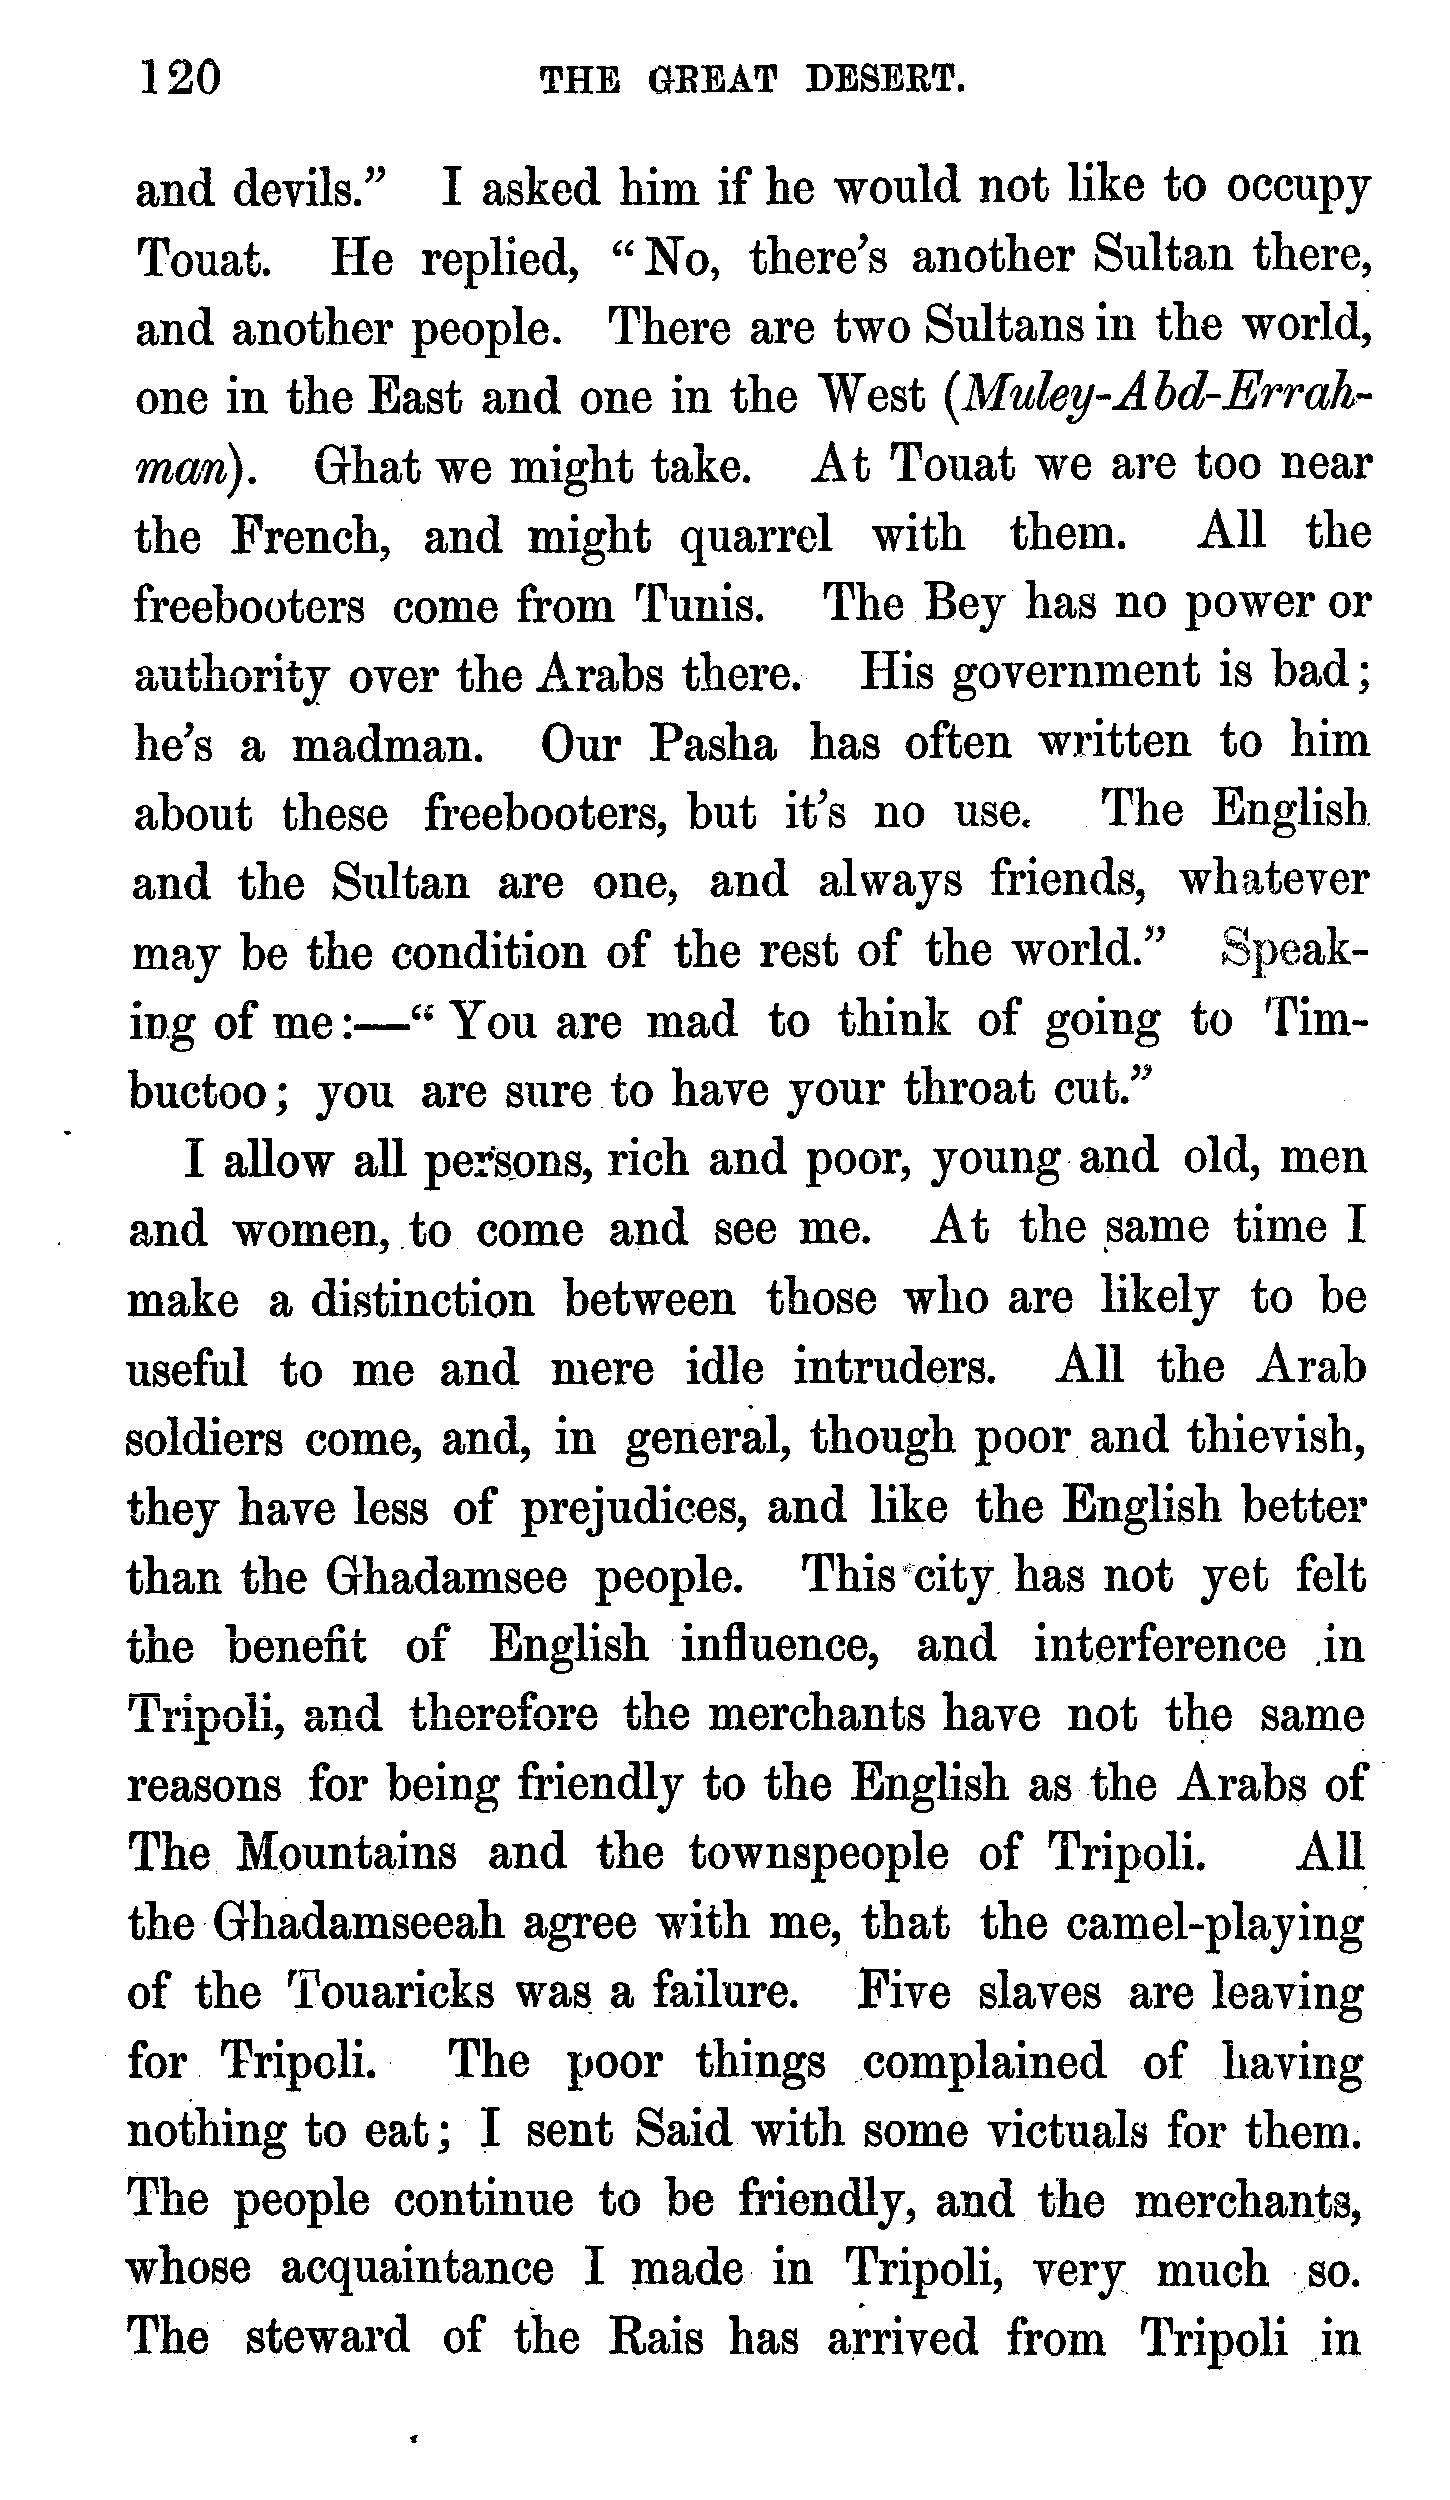 120 THE GREAT DESERT.
and devils.” I asked him if he would not like to occupy
Touat. He replied, “No, there’s another Sultan there,
and another people. There are two Sultans in the world,
one in the East and one in the West (Muley-Abd-Errah-
man). Ghat we might take. At Touat we are too near
the French, and might quarrel with them. All the
freebooters come from Tunis. The Bey has no power or
authority over the Arabs there. His government is bad;
he’s a madman. Our Pasha has often written to him
about these freebooters, but it’s no use. The English
and the Sultan are one, and always friends, whatever
may be the condition of the rest of the world.” Speak-
ing of me:—“You are mad to think of going to Tim-
buctoo; you are sure to have your throat cut.”
I allow all persons, rich and poor, young and old, men
and women, to come and see me. At the same time I
make a distinction between those who are likely to be
useful to me and mere idle intruders. All the Arab
soldiers come, and, in general, though poor and thievish,
they have less of prejudices, and like the English better
than the Ghadamsee people. This city has not yet felt
the benefit of English influence, and interference in
Tripoli, and therefore the merchants have not the same
reasons for being friendly to the English as the Arabs of
The Mountains and the townspeople of Tripoli. All
the Ghadamseeah agree with me, that the camel-playing
of the Touaricks was a failure. Five slaves are leaving
for Tripoli. The poor things complained of having
nothing to eat; I sent Said with some victuals for them.
The people continue to be friendly, and the merchants,
whose acquaintance I made in Tripoli, very much so.
The steward of the Rais has arrived from Tripoli in